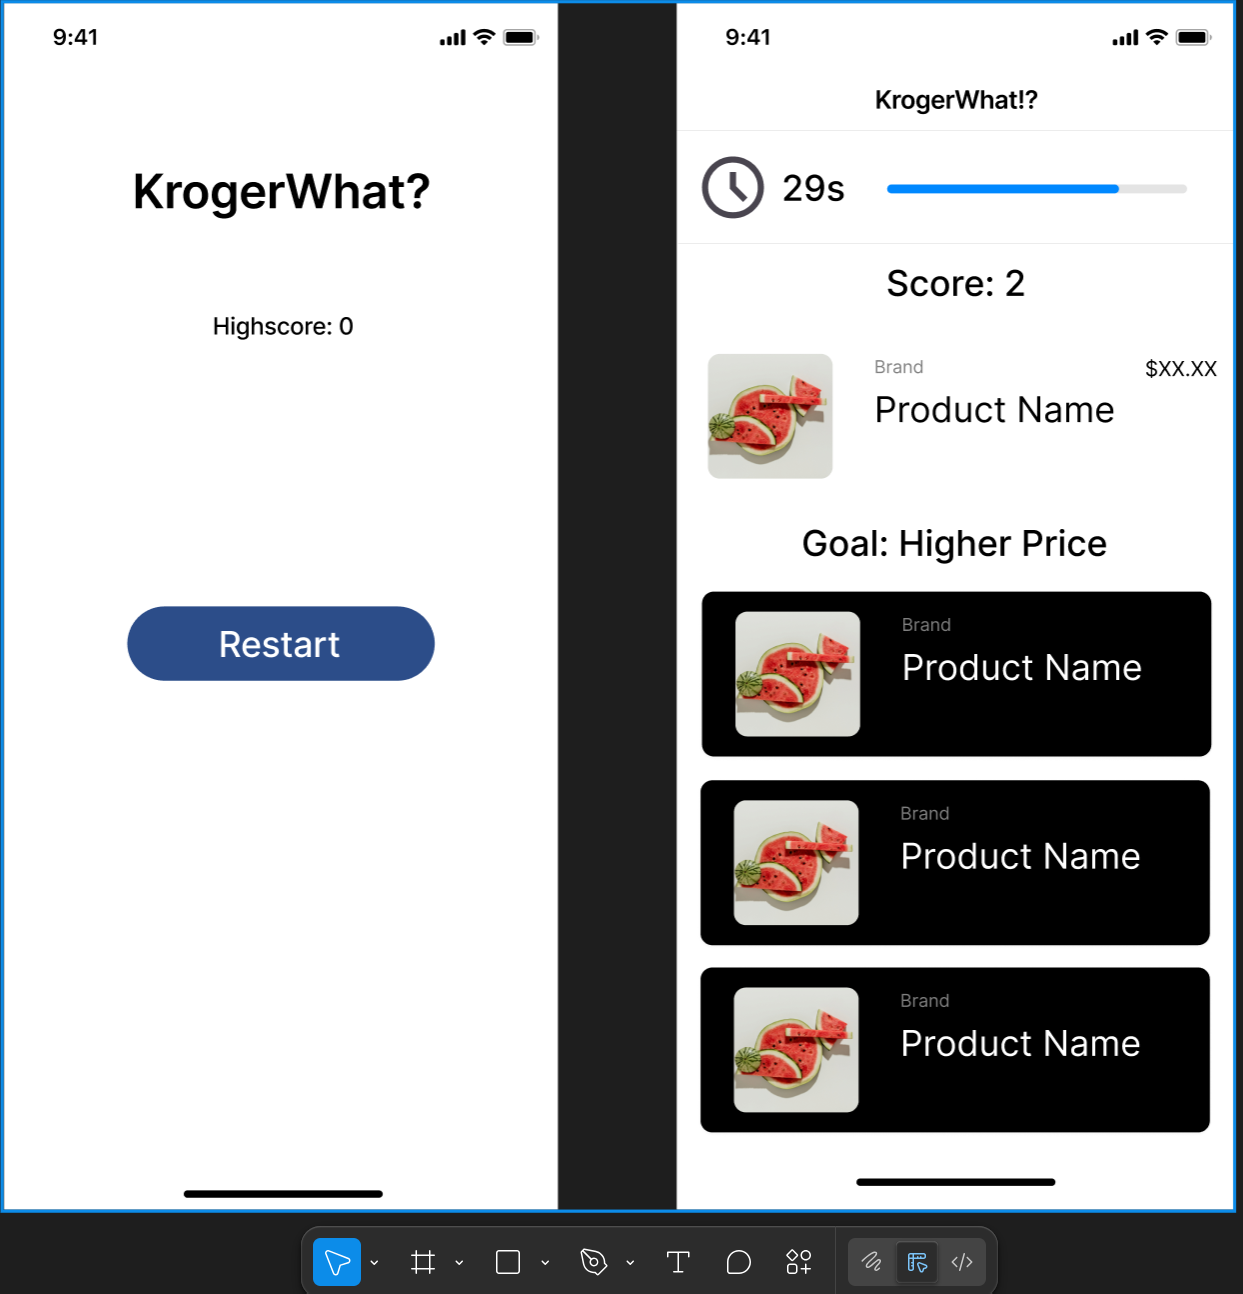 9:41
KrogerWhat?
Highscore: 0
Restart
9:41
KrogerWhat!?
29s
Score: 2
Brand
$XX.XX
Product Name
Goal: Higher Price
Brand
Product Name
Brand
Product Name
Brand
Product Name